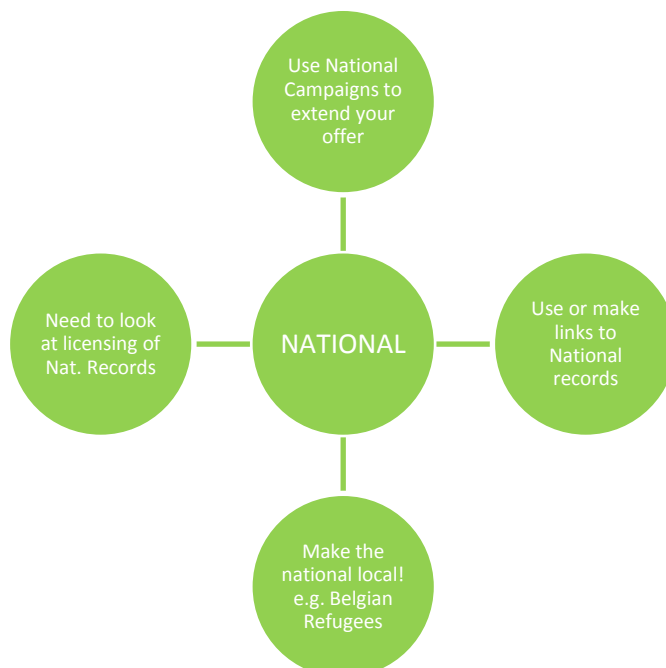 Use National
Campaigns to
extend your
offer
Need to look
at licensing of
Nat. Records
NATIONAL
Use or make
links to
National
records
Make the
national local!
e.g. Belgian
Refugees